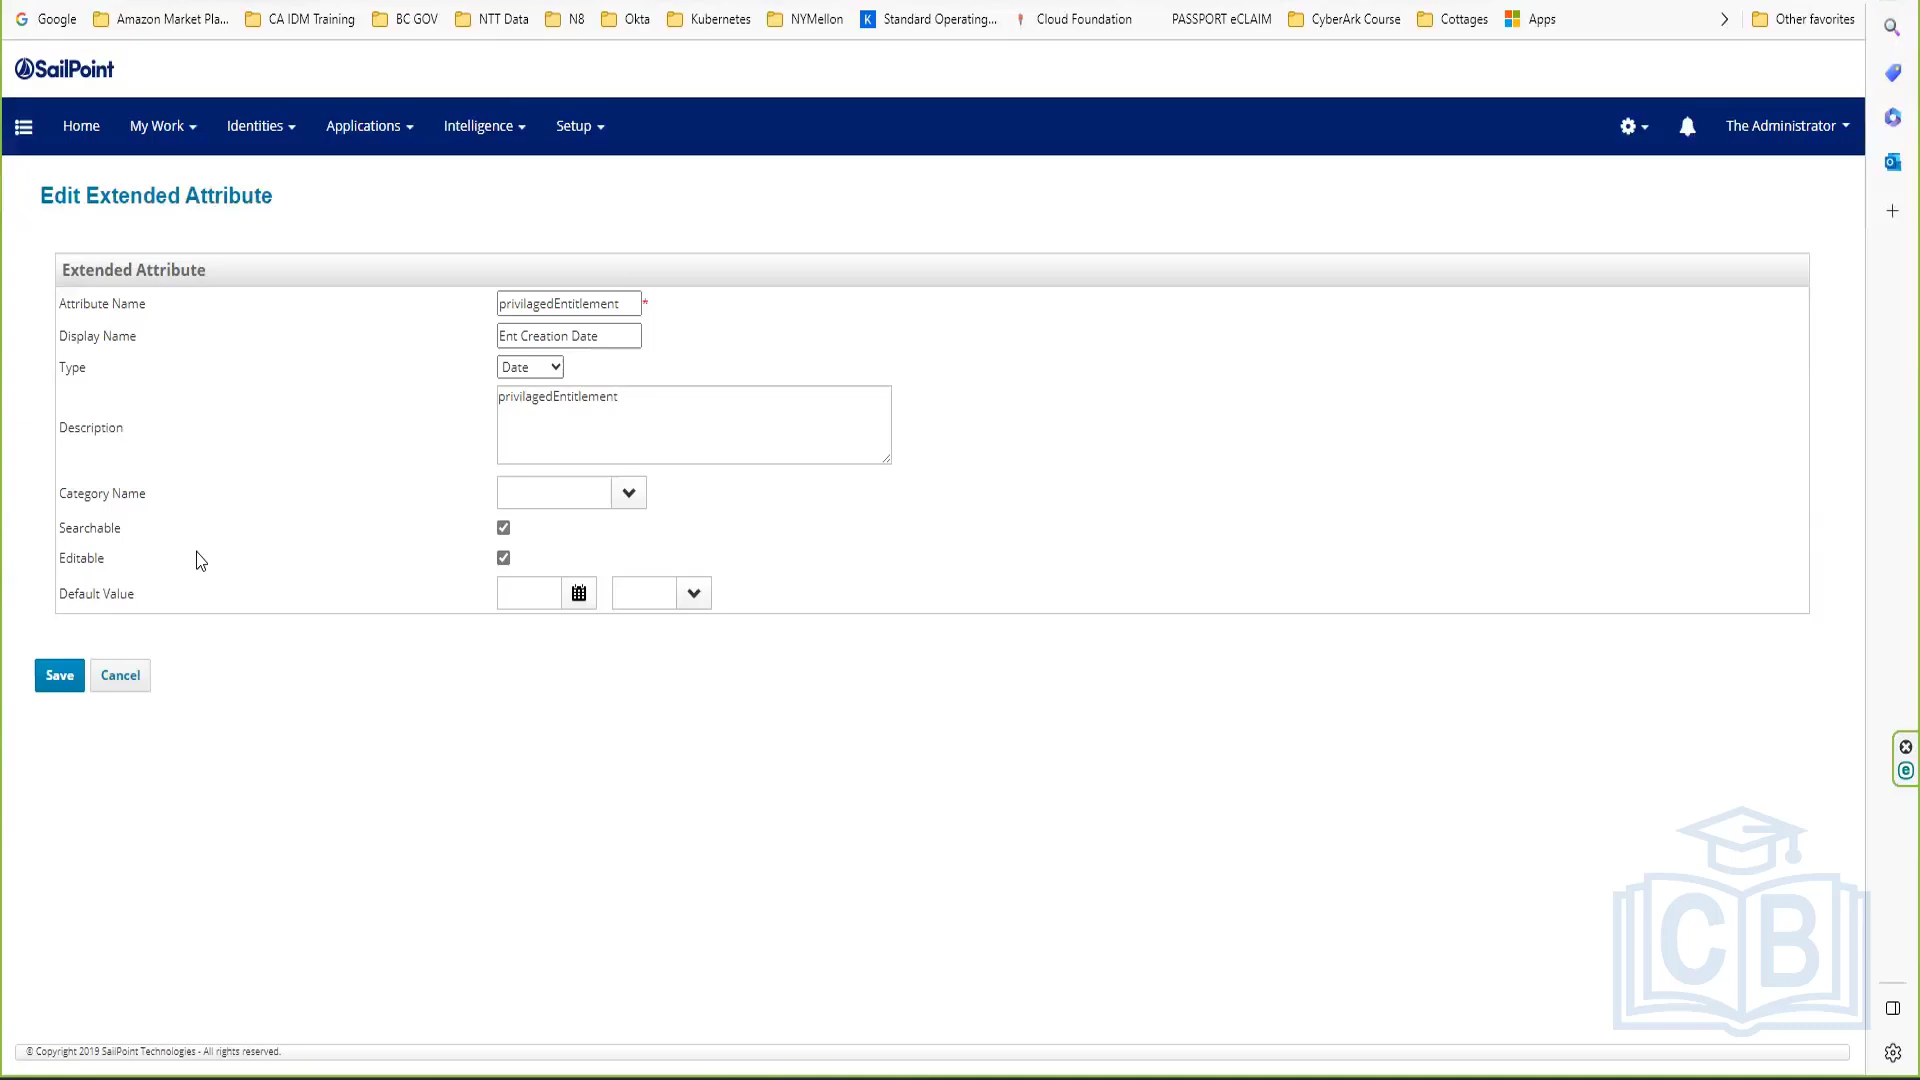 Google Amazon Market Pla... CA IDM Training BC GOV NTT Data N8 Okta Kubernetes NYMellon K Standard Operating... Cloud Foundation PASSPORT eCLAIM CyberArk Course Cottages Apps Other favorites
SailPoint
Home My Work Identities Applications Intelligence Setup The Administrator
Edit Extended Attribute
Extended Attribute
Attribute Name privilagedEntitlement *
Display Name Ent Creation Date
Type Date
Description privilagedEntitlement
Category Name
Searchable
Editable
Default Value
Save Cancel
CB
© Copyright 2019 SailPoint Technologies - All rights reserved.